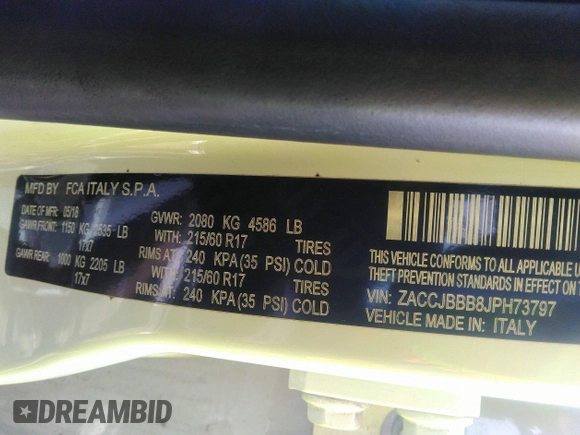 MFD BY FCA ITALY S.P.A.
DATE OF MFR: 05/18
GVWR: 2080 KG 4586 LB
GAWR FRONT: 1150 KG 2535 LB
WITH: 215/60 R17 TIRES
17x7 RIMS AT: 240 KPA (35 PSI) COLD
GAWR REAR: 1000 KG 2205 LB
WITH: 215/60 R17 TIRES
17x7 RIMS AT: 240 KPA (35 PSI) COLD
THIS VEHICLE CONFORMS TO ALL APPLICABLE
THEFT PREVENTION STANDARDS IN EFFECT ON
VIN: ZACCJBBB8JPH73797
VEHICLE MADE IN: ITALY
DREAMBID